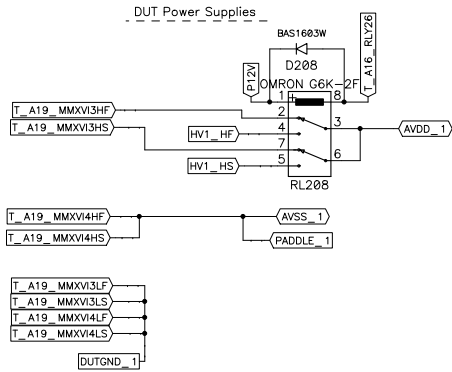 DUT Power Supplies
BAS1603W
D208
P12V
T_A16_RLY26
OMRON G6K-2F
1
8
T_A19_MMXVI3HF
2
T_A19_MMXVI3HS
3
HV1_HF
4
AVDD_1
7
HV1_HS
5
6
RL208
T_A19_MMXVI4HF
AVSS_1
T_A19_MMXVI4HS
PADDLE_1
T_A19_MMXVI3LF
T_A19_MMXVI3LS
T_A19_MMXVI4LF
T_A19_MMXVI4LS
DUTGND_1